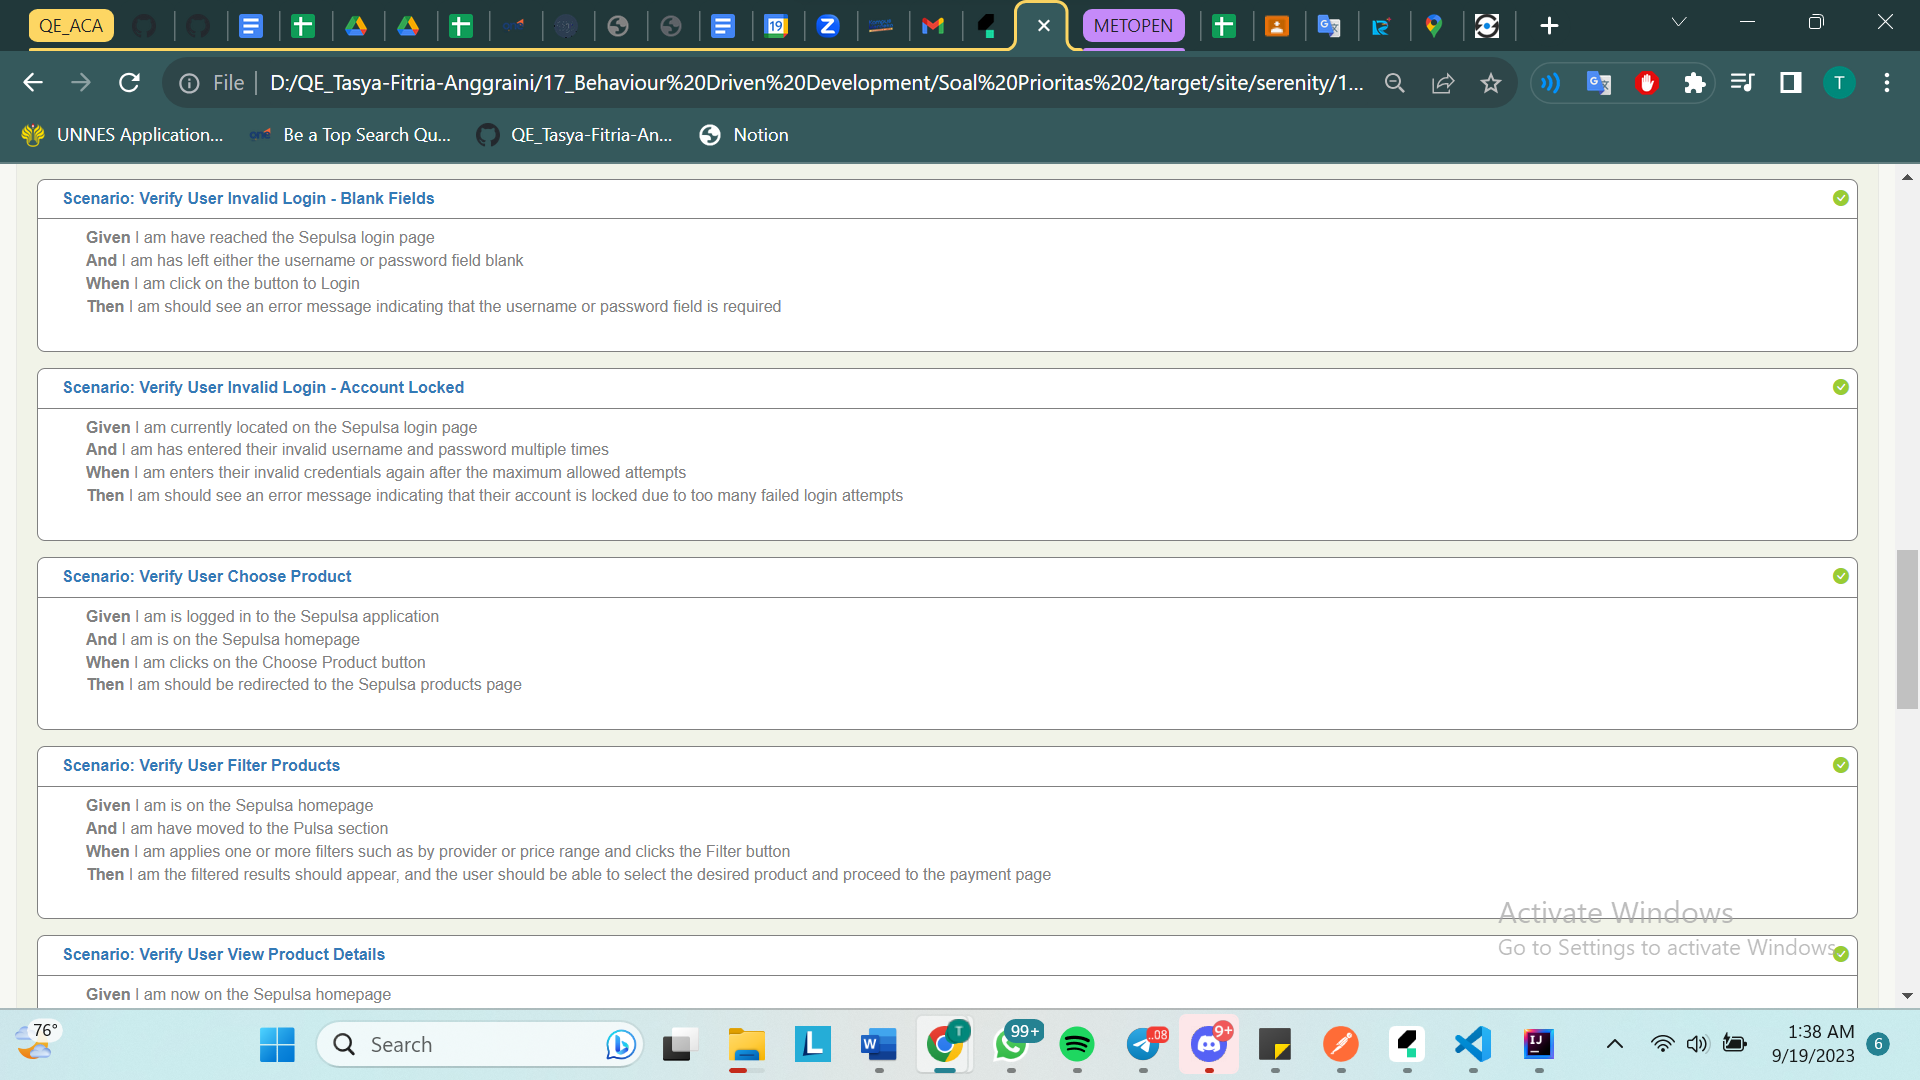 QE_ACA
19
METOPEN
File
D:/QE_Tasya-Fitria-Anggraini/17_Behaviour%20Driven%20Development/Soal%20Prioritas%202/target/site/serenity/1...
T
UNNES Application...
one
Be a Top Search Qu...
QE_Tasya-Fitria-An...
Notion
Scenario: Verify User Invalid Login - Blank Fields
Given I am have reached the Sepulsa login page
And I am has left either the username or password field blank
When I am click on the button to Login
Then I am should see an error message indicating that the username or password field is required
Scenario: Verify User Invalid Login - Account Locked
Given I am currently located on the Sepulsa login page
And I am has entered their invalid username and password multiple times
When I am enters their invalid credentials again after the maximum allowed attempts
Then I am should see an error message indicating that their account is locked due to too many failed login attempts
Scenario: Verify User Choose Product
Given I am is logged in to the Sepulsa application
And I am is on the Sepulsa homepage
When I am clicks on the Choose Product button
Then I am should be redirected to the Sepulsa products page
Scenario: Verify User Filter Products
Given I am is on the Sepulsa homepage
And I am have moved to the Pulsa section
When I am applies one or more filters such as by provider or price range and clicks the Filter button
Then I am the filtered results should appear, and the user should be able to select the desired product and proceed to the payment page
Activate Windows
Go to Settings to activate Windows.
Scenario: Verify User View Product Details
Given I am now on the Sepulsa homepage
76°
Search
L
W
T
99+
..08
9+
IJ
1:38 AM
9/19/2023
6